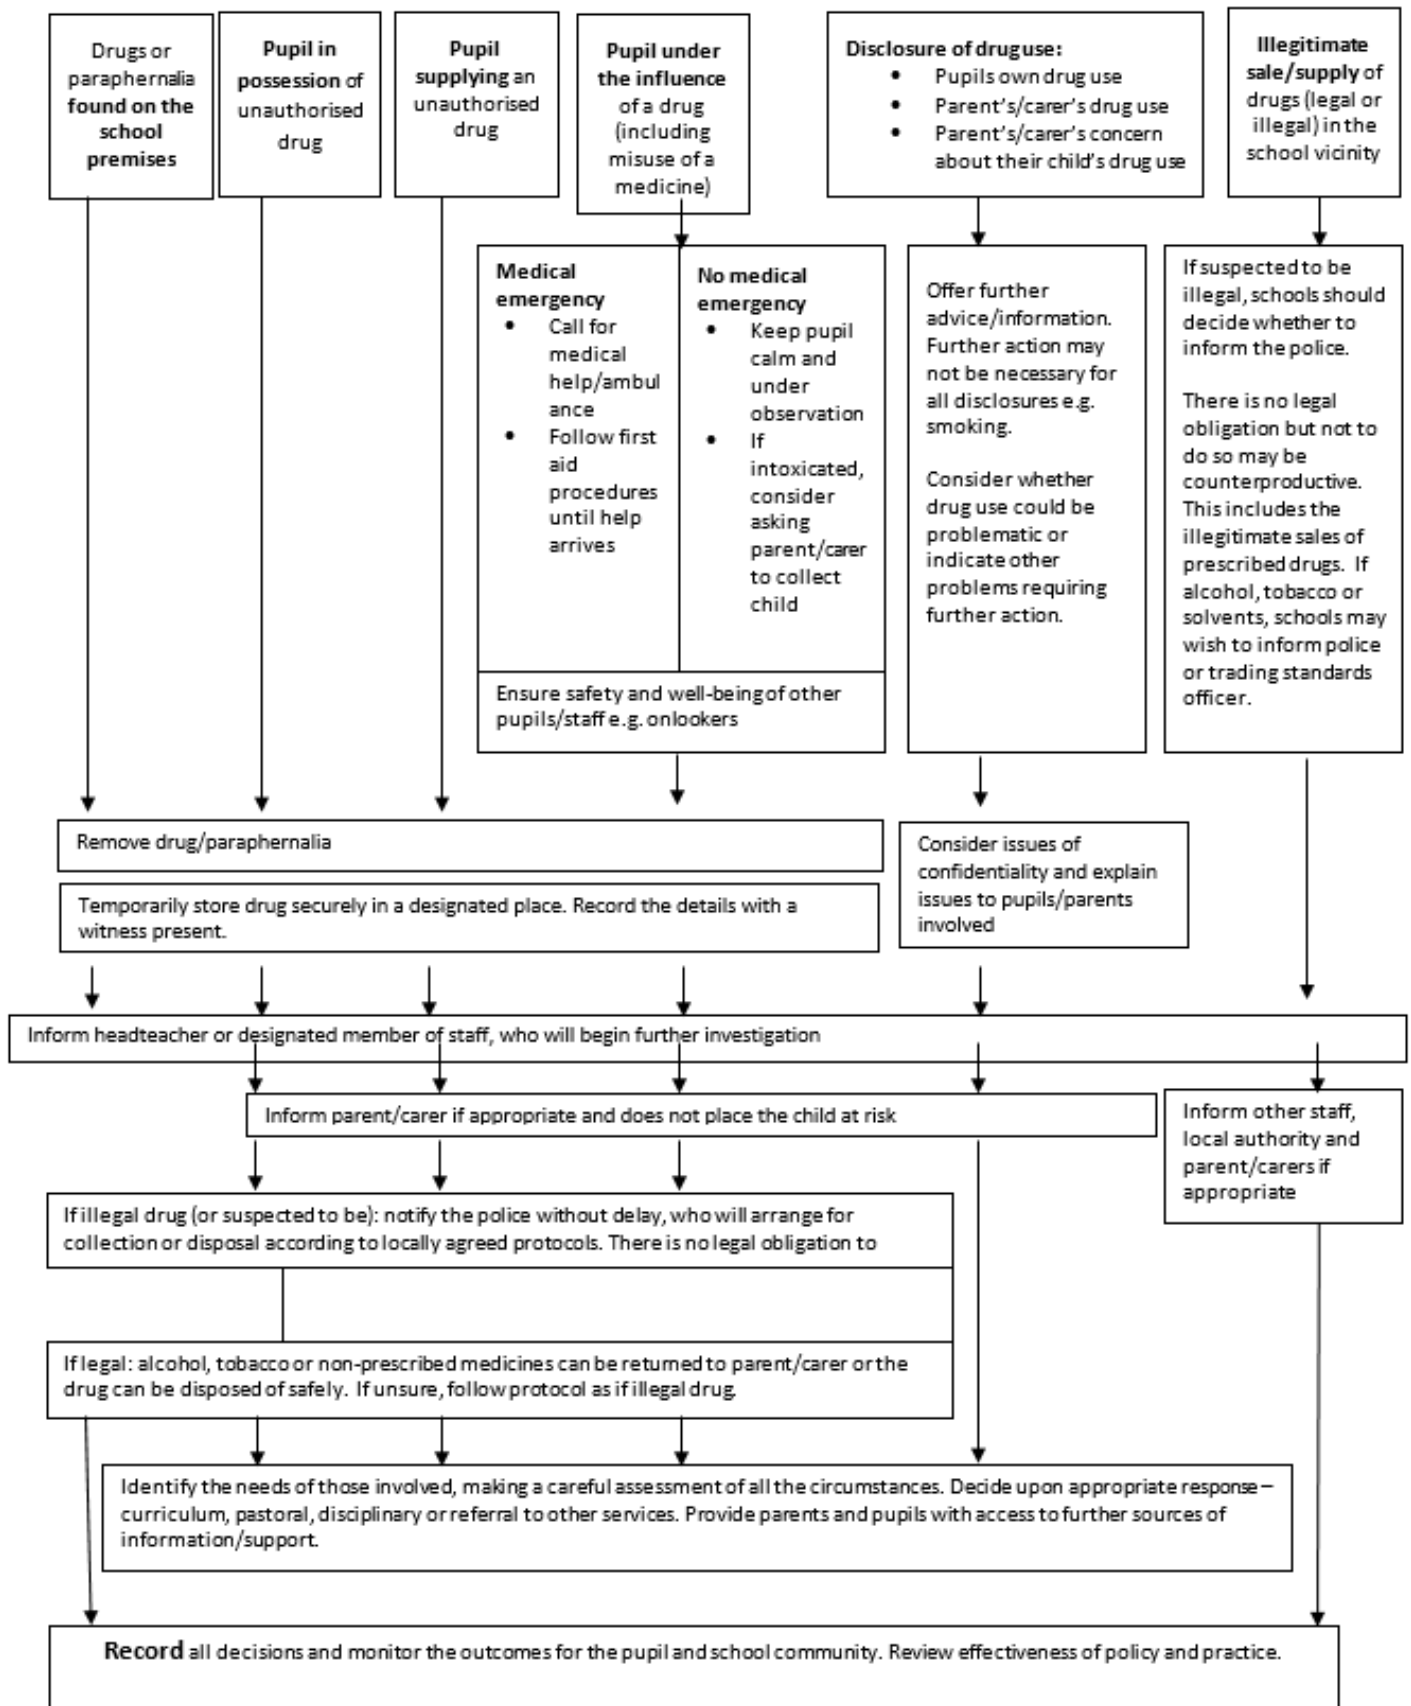 Drugs or
paraphernalia
found on the
school
premises
Pupil in
possession of
unauthorised
drug
Pupil
supplying an
unauthorised
drug
Pupil under
the influence
of a drug
(including
misuse of a
medicine)
Disclosure of drug use:
• Pupils own drug use
• Parent's/carer's drug use
• Parent's/carer's concern
about their child's drug use
Illegitimate
sale/supply of
drugs (legal or
illegal) in the
school vicinity
Medical
emergency
• Call for
medical
help/ambul
ance
• Follow first
aid
procedures
until help
arrives
No medical
emergency
• Keep pupil
calm and
under
observation
• If
intoxicated,
consider
asking
parent/carer
to collect
child
Ensure safety and well-being of other
pupils/staff e.g. onlookers
Offer further
advice/information.
Further action may
not be necessary for
all disclosures e.g.
smoking.
Consider whether
drug use could be
problematic or
indicate other
problems requiring
further action.
If suspected to be
illegal, schools should
decide whether to
inform the police.
There is no legal
obligation but not to
do so may be
counterproductive.
This includes the
illegitimate sales of
prescribed drugs. If
alcohol, tobacco or
solvents, schools may
wish to inform police
or trading standards
officer.
Remove drug/paraphernalia
Temporarily store drug securely in a designated place. Record the details with a
witness present.
Consider issues of
confidentiality and explain
issues to pupils/parents
involved
Inform headteacher or designated member of staff, who will begin further investigation
Inform parent/carer if appropriate and does not place the child at risk
Inform other staff,
local authority and
parent/carers if
appropriate
If illegal drug (or suspected to be): notify the police without delay, who will arrange for
collection or disposal according to locally agreed protocols. There is no legal obligation to
If legal: alcohol, tobacco or non-prescribed medicines can be returned to parent/carer or the
drug can be disposed of safely. If unsure, follow protocol as if illegal drug.
Identify the needs of those involved, making a careful assessment of all the circumstances. Decide upon appropriate response –
curriculum, pastoral, disciplinary or referral to other services. Provide parents and pupils with access to further sources of
information/support.
Record all decisions and monitor the outcomes for the pupil and school community. Review effectiveness of policy and practice.